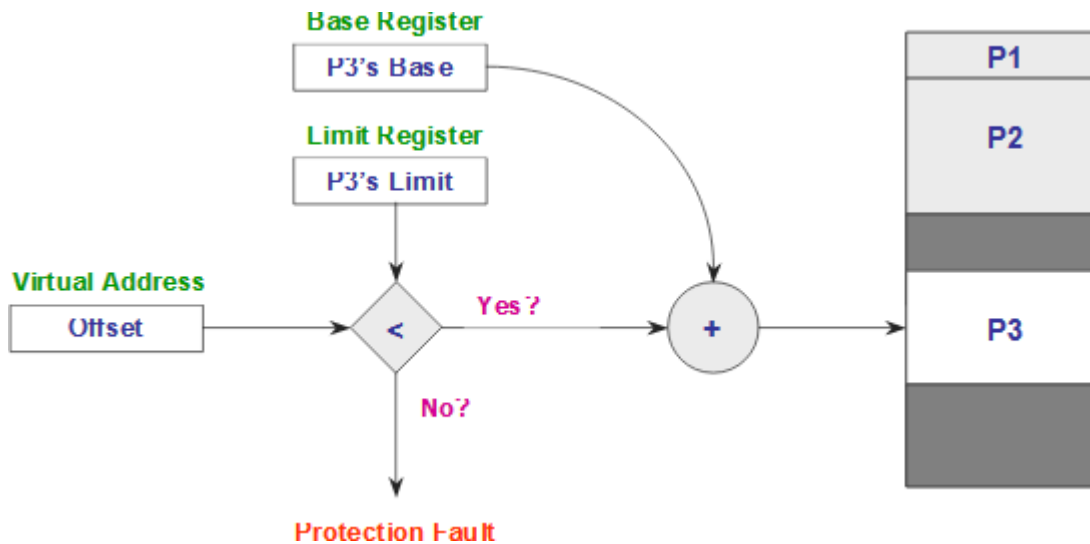 Base Register
P3's Base
P1
Limit Register
P2
P3's Limit
Virtual Address
Offset
<
Yes?
+
P3
No?
Protection Fault